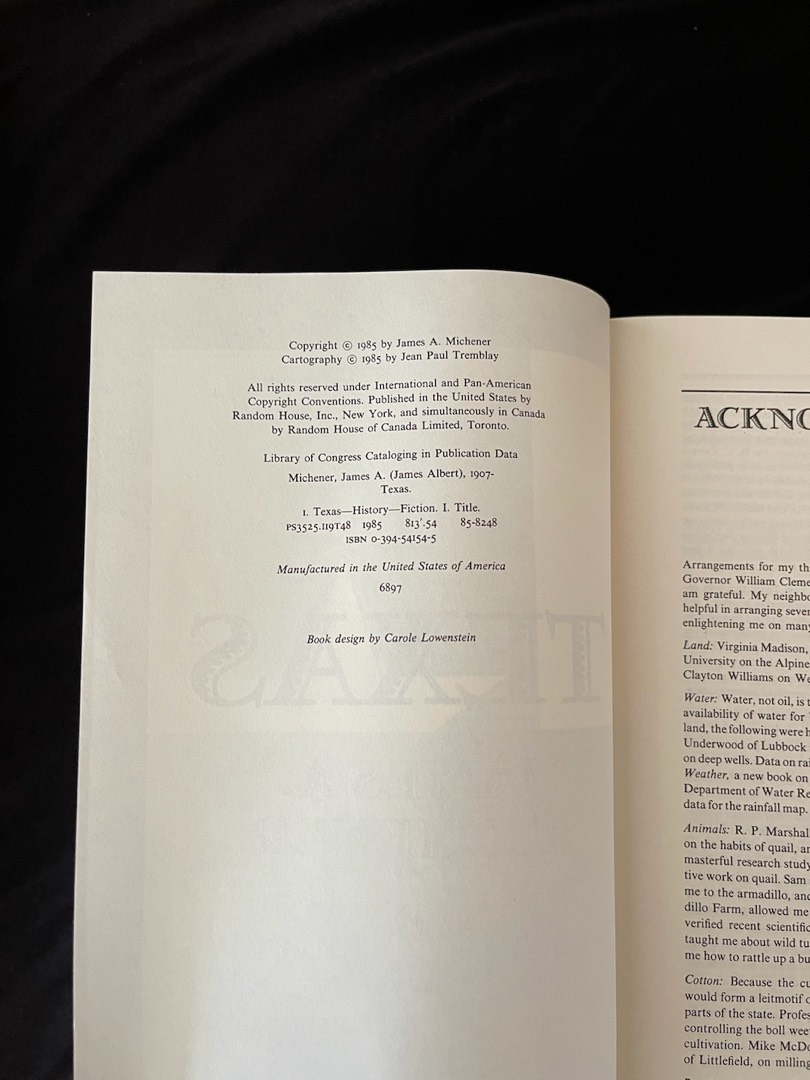 Copyright © 1985 by James A. Michener
Cartography © 1985 by Jean Paul Tremblay
All rights reserved under International and Pan-American
Copyright Conventions. Published in the United States by
Random House, Inc., New York, and simultaneously in Canada
by Random House of Canada Limited, Toronto.
Library of Congress Cataloging in Publication Data
Michener, James A. (James Albert), 1907-
Texas.
1. Texas—History—Fiction. I. Title.
PS3525.I19T48 1985 813'.54 85-8248
ISBN 0-394-54154-5
Manufactured in the United States of America
6897
Book design by Carole Lowenstein
TEXAS
ACKNO
Arrangements for my th
Governor William Cleme
am grateful. My neighbo
helpful in arranging sever
enlightening me on many
Land: Virginia Madison,
University on the Alpine
Clayton Williams on We
Water: Water, not oil, is t
availability of water for
land, the following were h
Underwood of Lubbock
on deep wells. Data on rai
Weather, a new book on
Department of Water Re
data for the rainfall map.
Animals: R. P. Marshal
on the habits of quail, an
masterful research study
tive work on quail. Sam
me to the armadillo, and
dillo Farm, allowed me
verified recent scientific
taught me about wild tu
me how to rattle up a bu
Cotton: Because the cu
would form a leitmotif o
parts of the state. Profes
controlling the boll wee
cultivation. Mike McDo
of Littlefield, on milling